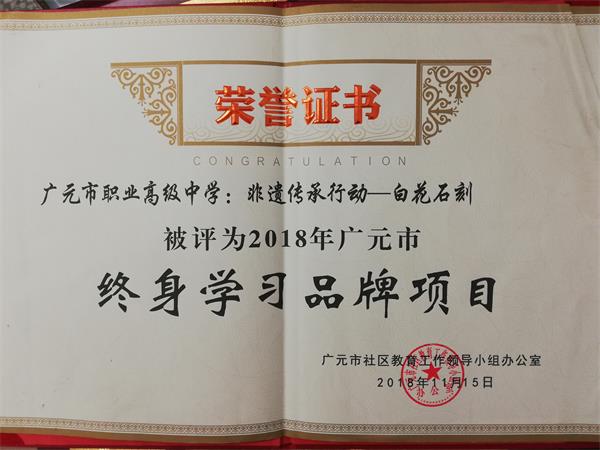 荣誉证书
CONGRATULATION
广元市职业高级中学：非遗传承行动—白花石刻
被评为2018年广元市
终身学习品牌项目
广元市社区教育工作领导小组办公室
2018年11月15日